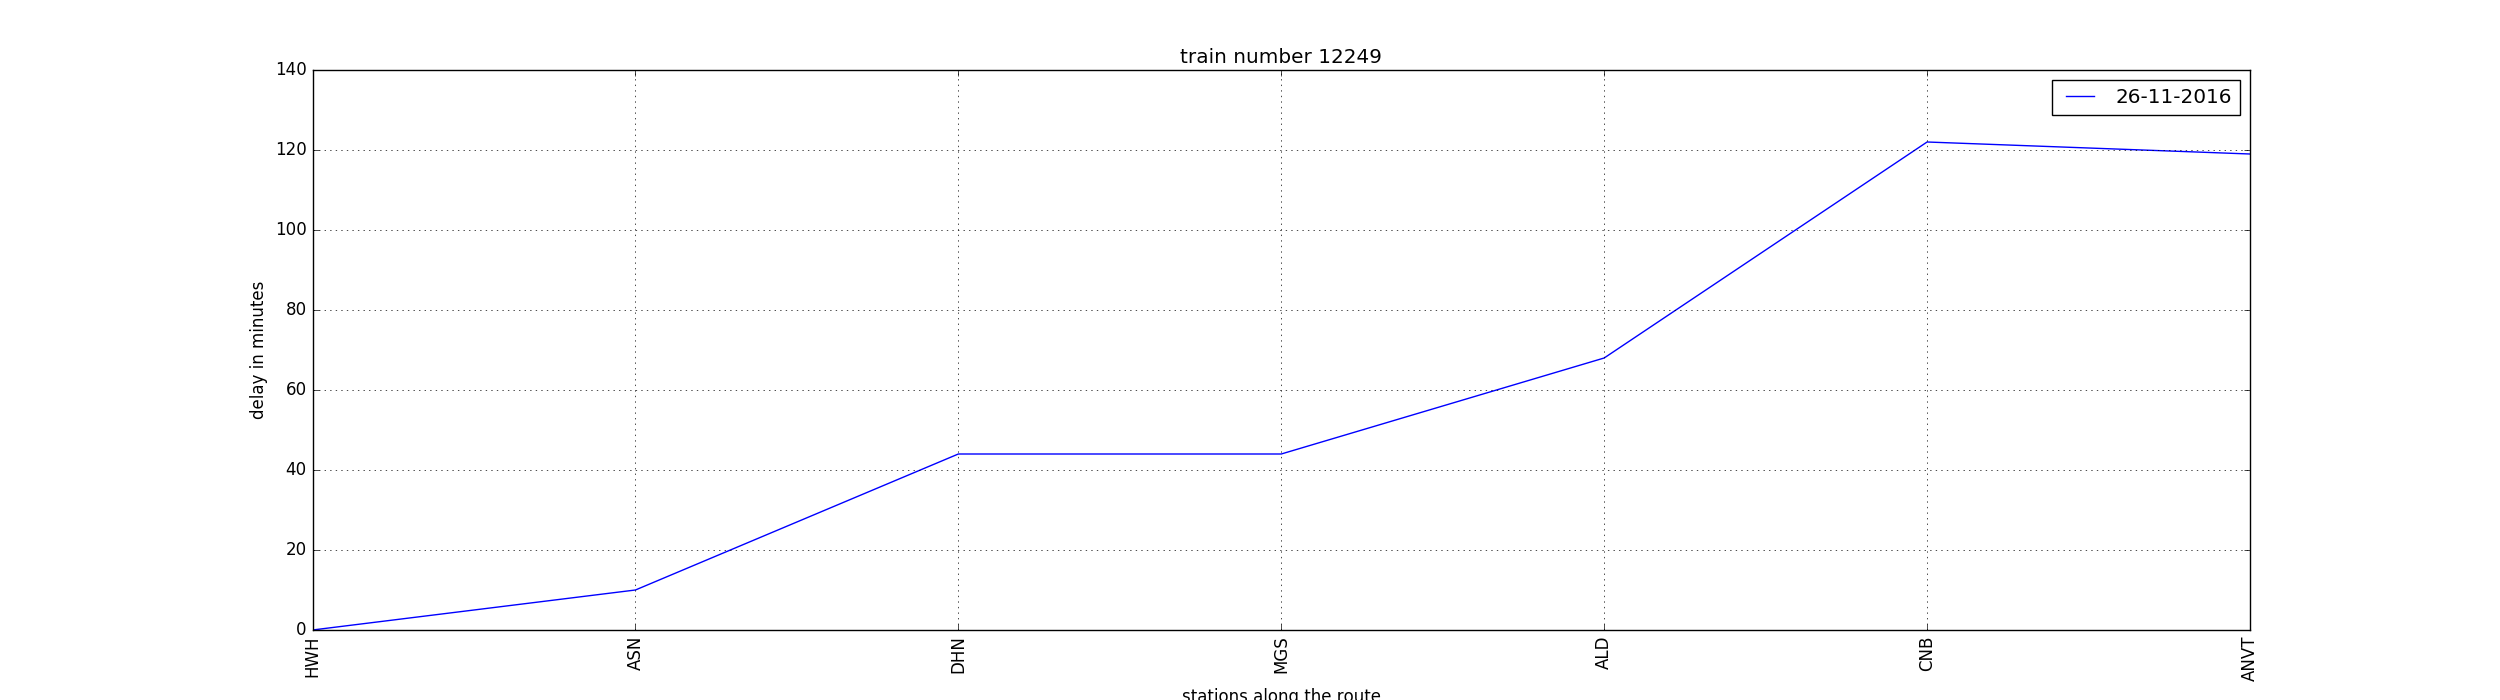 train number 12249
26-11-2016
140
120
100
80
60
40
20
0
delay in minutes
HWH
ASN
DHN
MGS
ALD
CNB
ANVT
stations along the route